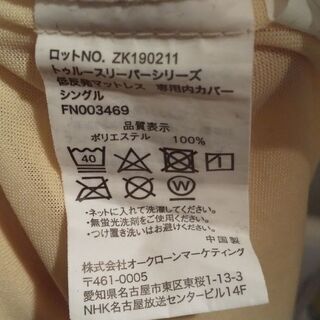 ロットNO. ZK190211
トゥルースリーパーシリーズ
低反発マットレス 専用内カバー
シングル
FN003469
品質表示
ポリエステル 100%
40
W
・ネットに入れて洗濯してください。
・無蛍光洗剤をご使用ください。
・つけ置き洗いはお避けください。
中国製
株式会社オークローンマーケティング
〒461-0005
愛知県名古屋市東区東桜1-13-3
NHK名古屋放送センタービル14F